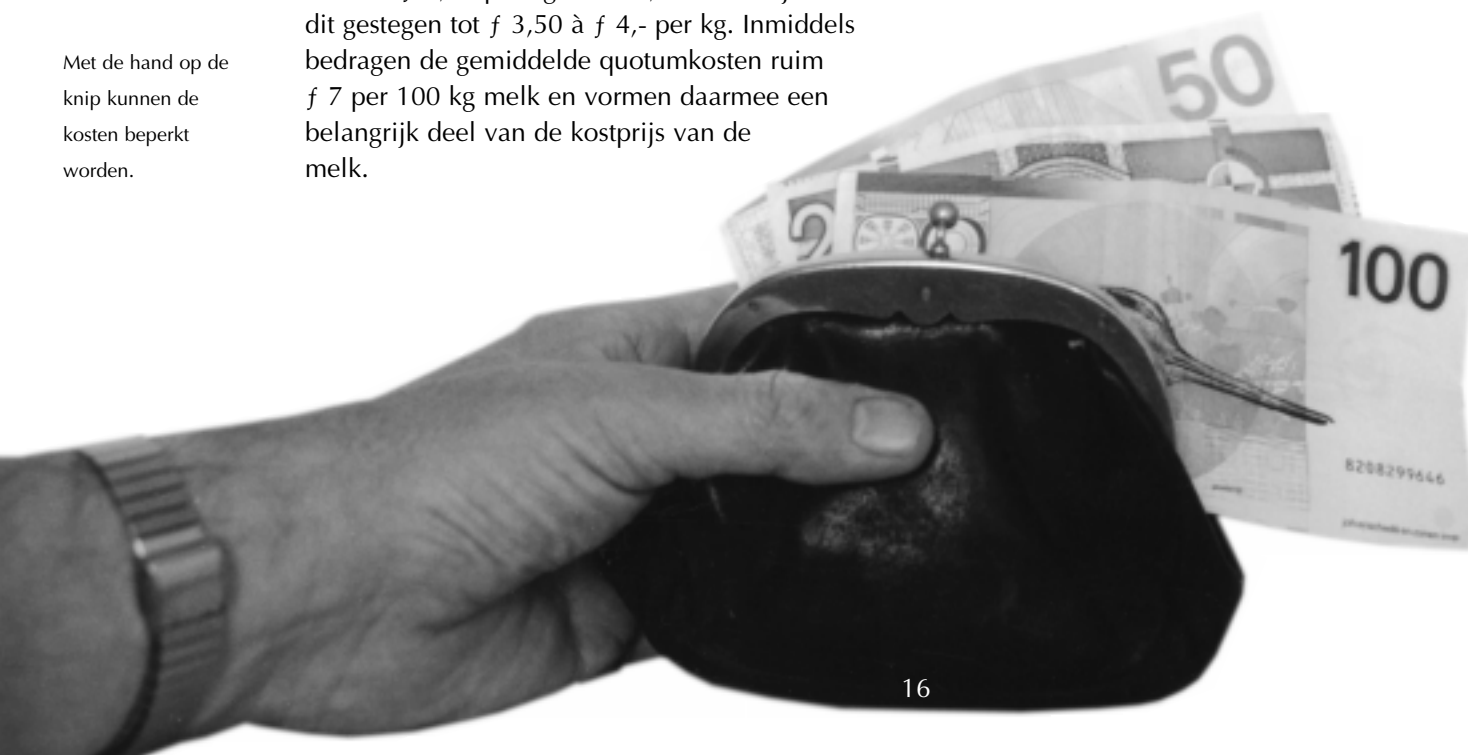 dit gestegen tot ƒ 3,50 à ƒ 4,- per kg. Inmiddels
bedragen de gemiddelde quotumkosten ruim
ƒ 7 per 100 kg melk en vormen daarmee een
belangrijk deel van de kostprijs van de
melk.
Met de hand op de
knip kunnen de
kosten beperkt
worden.
50
2
100
8208299646
16